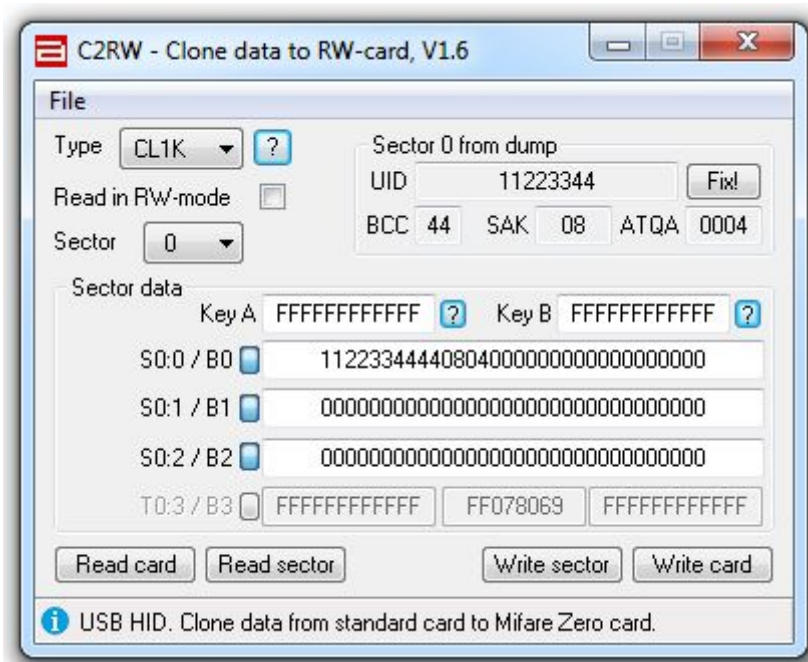 C2RW - Clone data to RW-card, V1.6
File
Type CL1K ?
Read in RW-mode
Sector 0
Sector 0 from dump
UID 11223344 Fix!
BCC 44 SAK 08 ATQA 0004
Sector data
Key A FFFFFFFFFFFF ? Key B FFFFFFFFFFFF ?
S0:0 / B0 11223344440804000000000000000000
S0:1 / B1 00000000000000000000000000000000
S0:2 / B2 00000000000000000000000000000000
T0:3 / B3 FFFFFFFFFFFF FF078069 FFFFFFFFFFFF
Read card Read sector Write sector Write card
USB HID. Clone data from standard card to Mifare Zero card.